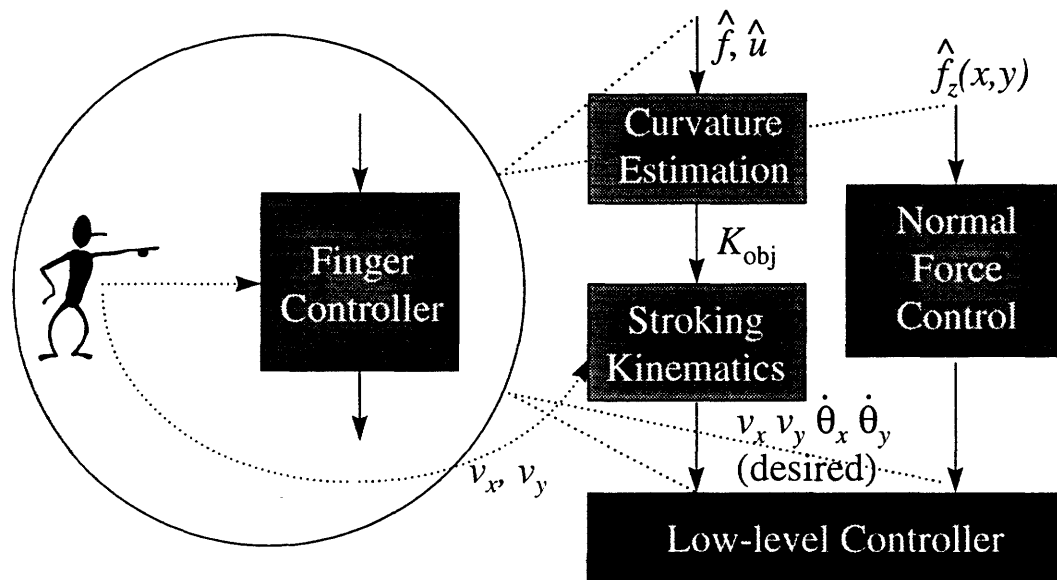 f̂, û
f̂z(x,y)
Curvature
Estimation
Normal
Force
Control
Kobj
Finger
Controller
Stroking
Kinematics
vx vy θ̇x θ̇y
(desired)
vx, vy
Low-level Controller